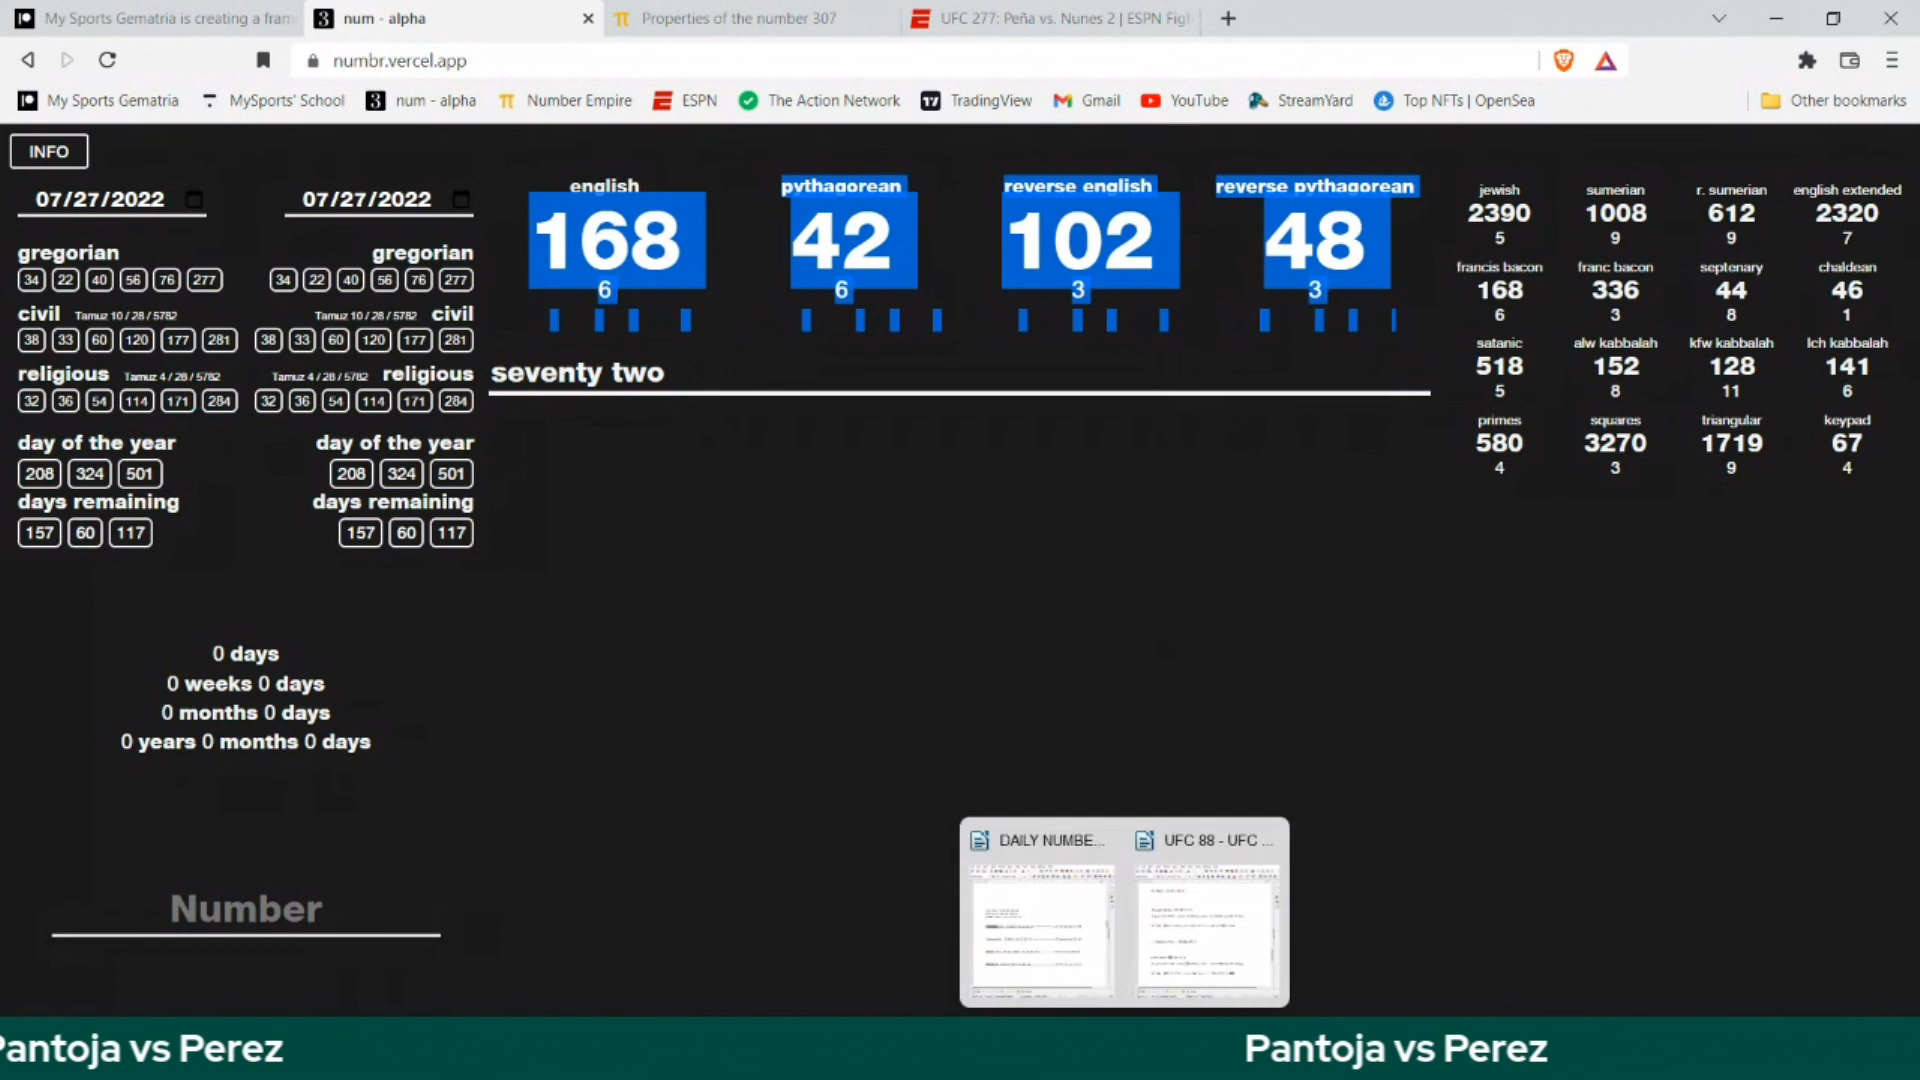 My Sports Gematria is creating a fram
num - alpha
Properties of the number 307
UFC 277: Peña vs. Nunes 2 | ESPN Figh
numbr.vercel.app
My Sports Gematria
MySports' School
num - alpha
Number Empire
ESPN
The Action Network
TradingView
Gmail
YouTube
StreamYard
Top NFTs | OpenSea
Other bookmarks
INFO
07/27/2022
07/27/2022
gregorian
gregorian
34 22 40 56 76 277
34 22 40 56 76 277
civil Tamuz 10 / 28 / 5782
Tamuz 10 / 28 / 5782 civil
38 33 60 120 177 281
38 33 60 120 177 281
religious Tamuz 4 / 28 / 5782
Tamuz 4 / 28 / 5782 religious
32 36 54 114 171 284
32 36 54 114 171 284
day of the year
day of the year
208 324 501
208 324 501
days remaining
days remaining
157 60 117
157 60 117
0 days
0 weeks 0 days
0 months 0 days
0 years 0 months 0 days
Number
english pythagorean reverse english reverse pythagorean
168 42 102 48
6 6 3 3
seventy two
jewish sumerian r. sumerian english extended
2390 1008 612 2320
5 9 9 7
francis bacon franc bacon septenary chaldean
168 336 44 46
6 3 8 1
satanic alw kabbalah kfw kabbalah lch kabbalah
518 152 128 141
5 8 11 6
primes squares triangular keypad
580 3270 1719 67
4 3 9 4
DAILY NUMBE...
UFC 88 - UFC ...
Pantoja vs Perez
Pantoja vs Perez